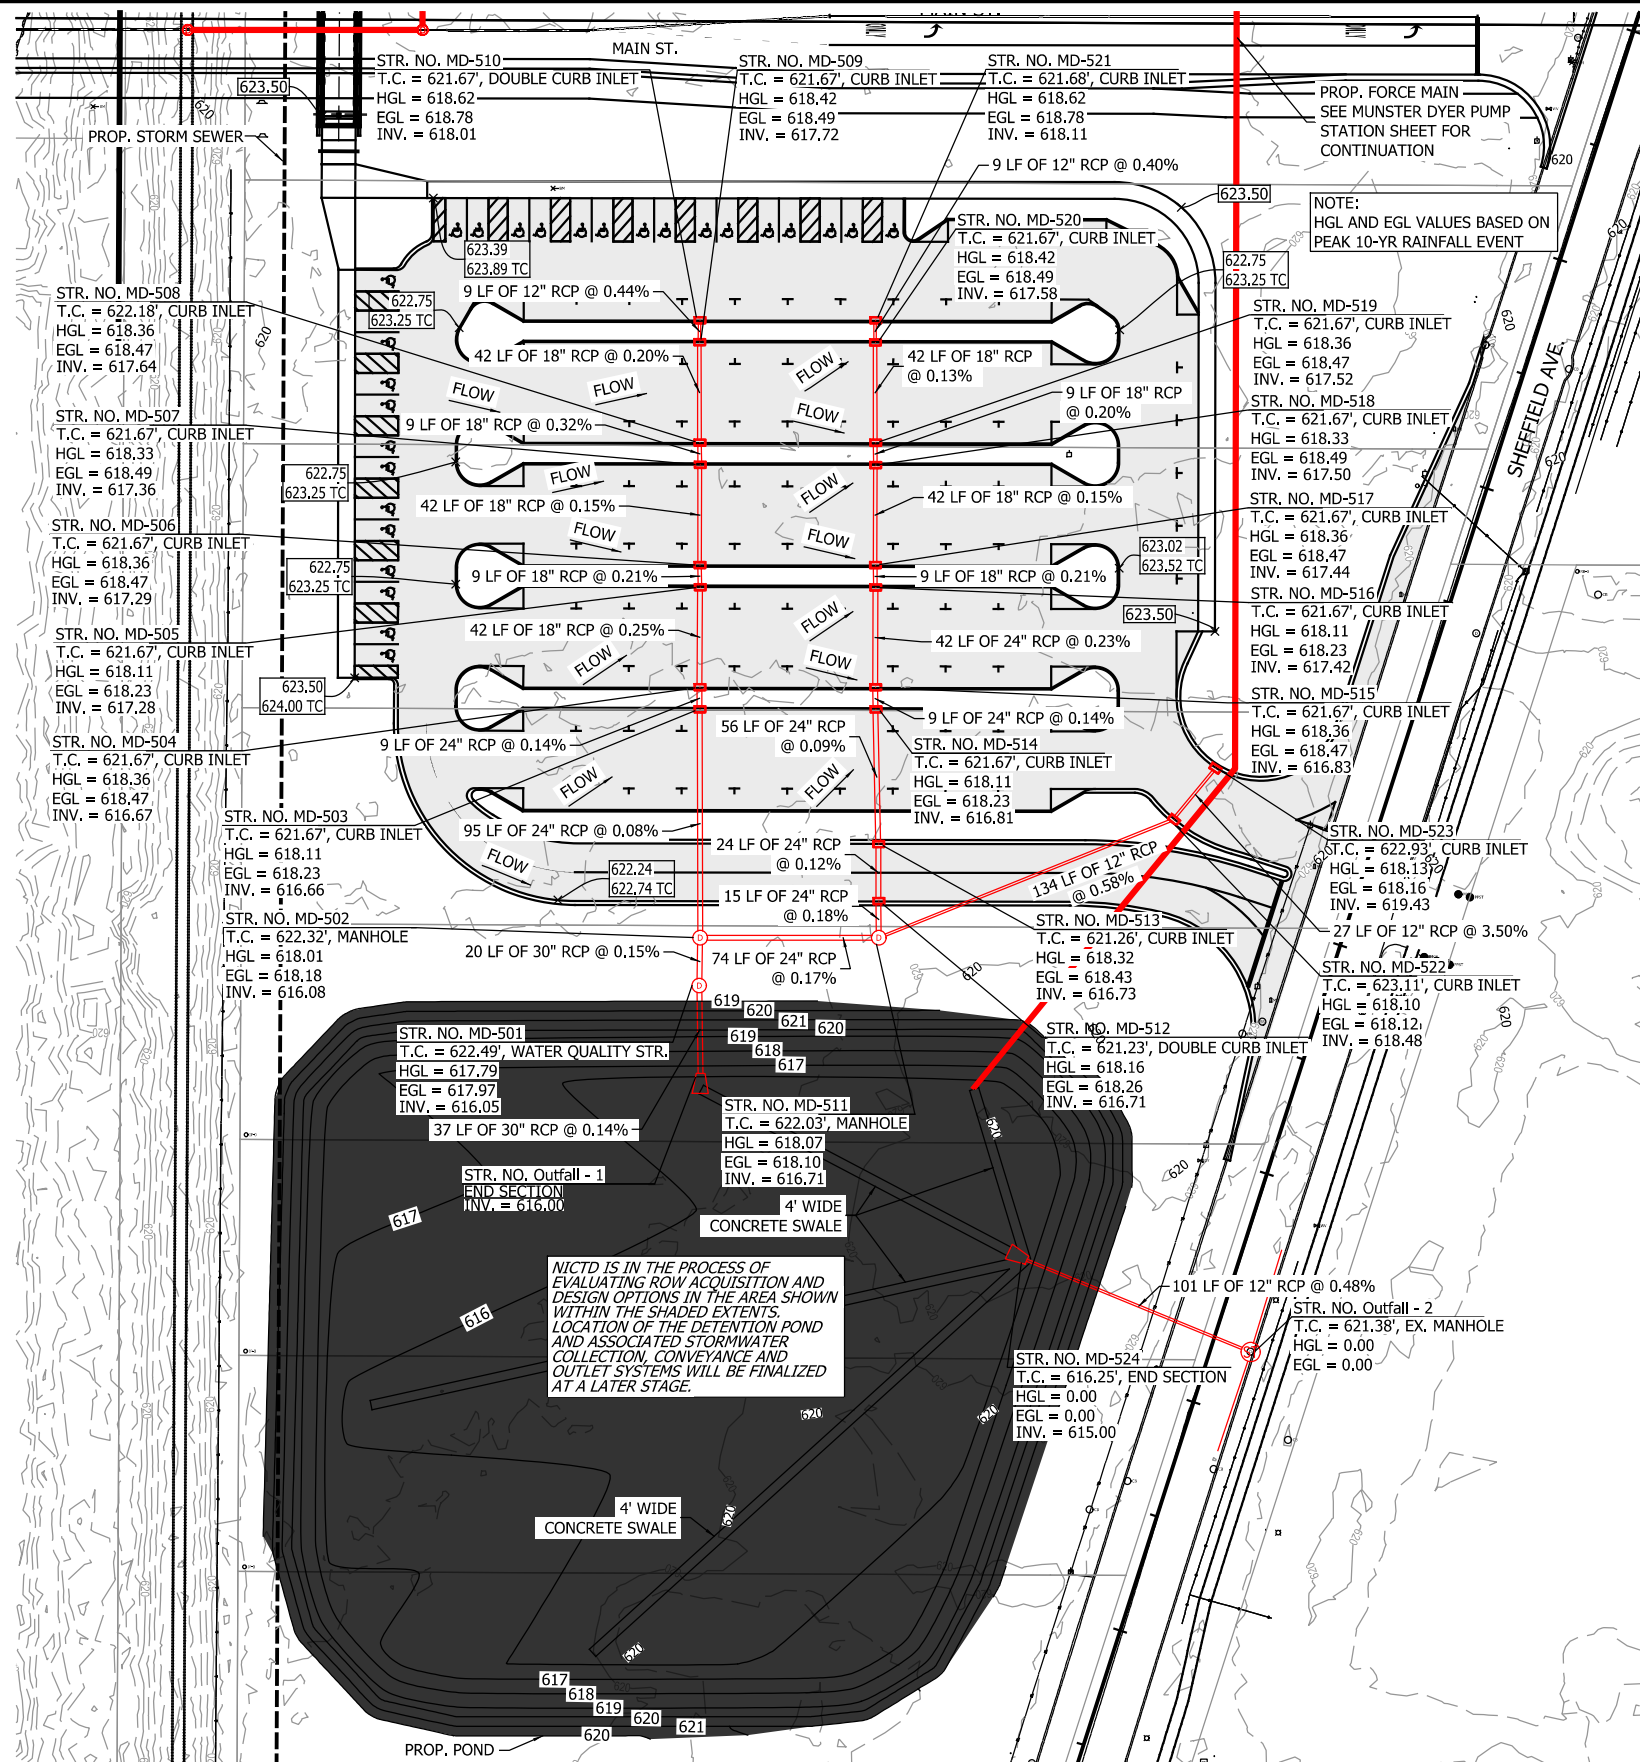 MAIN ST.
STR. NO. MD-510
T.C. = 621.67', DOUBLE CURB INLET
HGL = 618.62
EGL = 618.78
INV. = 618.01
STR. NO. MD-509
T.C. = 621.67', CURB INLET
HGL = 618.42
EGL = 618.49
INV. = 617.72
STR. NO. MD-521
T.C. = 621.68', CURB INLET
HGL = 618.62
EGL = 618.78
INV. = 618.11
PROP. FORCE MAIN
SEE MUNSTER DYER PUMP
STATION SHEET FOR
CONTINUATION
623.50
620
PROP. STORM SEWER
620
9 LF OF 12" RCP @ 0.40%
623.50
NOTE:
HGL AND EGL VALUES BASED ON
PEAK 10-YR RAINFALL EVENT
620
STR. NO. MD-520
T.C. = 621.67', CURB INLET
HGL = 618.42
EGL = 618.49
INV. = 617.58
623.39
623.89 TC
622.75
623.25 TC
9 LF OF 12" RCP @ 0.44%
622.75
623.25 TC
STR. NO. MD-508
T.C. = 622.18', CURB INLET
HGL = 618.36
EGL = 618.47
INV. = 617.64
620
STR. NO. MD-519
T.C. = 621.67', CURB INLET
HGL = 618.36
EGL = 618.47
INV. = 617.52
620
SHEFFIELD AVE.
42 LF OF 18" RCP @ 0.20%
42 LF OF 18" RCP
@ 0.13%
FLOW
FLOW
FLOW
FLOW
9 LF OF 18" RCP
@ 0.20%
STR. NO. MD-507
T.C. = 621.67', CURB INLET
HGL = 618.33
EGL = 618.49
INV. = 617.36
9 LF OF 18" RCP @ 0.32%
STR. NO. MD-518
T.C. = 621.67', CURB INLET
HGL = 618.33
EGL = 618.49
INV. = 617.50
620
622.75
623.25 TC
FLOW
FLOW
42 LF OF 18" RCP @ 0.15%
42 LF OF 18" RCP @ 0.15%
STR. NO. MD-517
T.C. = 621.67', CURB INLET
HGL = 618.36
EGL = 618.47
INV. = 617.44
STR. NO. MD-506
T.C. = 621.67', CURB INLET
HGL = 618.36
EGL = 618.47
INV. = 617.29
FLOW
FLOW
622.75
623.25 TC
9 LF OF 18" RCP @ 0.21%
9 LF OF 18" RCP @ 0.21%
623.02
623.52 TC
STR. NO. MD-516
T.C. = 621.67', CURB INLET
HGL = 618.11
EGL = 618.23
INV. = 617.42
623.50
STR. NO. MD-505
T.C. = 621.67', CURB INLET
HGL = 618.11
EGL = 618.23
INV. = 617.28
42 LF OF 18" RCP @ 0.25%
FLOW
42 LF OF 24" RCP @ 0.23%
FLOW
FLOW
623.50
624.00 TC
STR. NO. MD-515
T.C. = 621.67', CURB INLET
HGL = 618.36
EGL = 618.47
INV. = 616.83
STR. NO. MD-504
T.C. = 621.67', CURB INLET
HGL = 618.36
EGL = 618.47
INV. = 616.67
9 LF OF 24" RCP @ 0.14%
56 LF OF 24" RCP
@ 0.09%
9 LF OF 24" RCP @ 0.14%
STR. NO. MD-514
T.C. = 621.67', CURB INLET
HGL = 618.11
EGL = 618.23
INV. = 616.81
FLOW
FLOW
STR. NO. MD-503
T.C. = 621.67', CURB INLET
HGL = 618.11
EGL = 618.23
INV. = 616.66
95 LF OF 24" RCP @ 0.08%
24 LF OF 24" RCP
@ 0.12%
FLOW
622.24
622.74 TC
15 LF OF 24" RCP
@ 0.18%
134 LF OF 12" RCP
@ 0.58%
STR. NO. MD-523
T.C. = 622.93', CURB INLET
HGL = 618.13
EGL = 618.16
INV. = 619.43
620
27 LF OF 12" RCP @ 3.50%
STR. NO. MD-502
T.C. = 622.32', MANHOLE
HGL = 618.01
EGL = 618.18
INV. = 616.08
20 LF OF 30" RCP @ 0.15%
74 LF OF 24" RCP
@ 0.17%
STR. NO. MD-513
T.C. = 621.26', CURB INLET
HGL = 618.32
EGL = 618.43
INV. = 616.73
620
STR. NO. MD-522
T.C. = 623.11', CURB INLET
HGL = 618.10
EGL = 618.12
INV. = 618.48
620
619
620
621
620
619
618
617
STR. NO. MD-501
T.C. = 622.49', WATER QUALITY STR.
HGL = 617.79
EGL = 617.97
INV. = 616.05
STR. NO. MD-512
T.C. = 621.23', DOUBLE CURB INLET
HGL = 618.16
EGL = 618.26
INV. = 616.71
37 LF OF 30" RCP @ 0.14%
STR. NO. MD-511
T.C. = 622.03', MANHOLE
HGL = 618.07
EGL = 618.10
INV. = 616.71
620
STR. NO. Outfall - 1
END SECTION
INV. = 616.00
620
617
4' WIDE
CONCRETE SWALE
616
NICTD IS IN THE PROCESS OF
EVALUATING ROW ACQUISITION AND
DESIGN OPTIONS IN THE AREA SHOWN
WITHIN THE SHADED EXTENTS.
LOCATION OF THE DETENTION POND
AND ASSOCIATED STORMWATER
COLLECTION, CONVEYANCE AND
OUTLET SYSTEMS WILL BE FINALIZED
AT A LATER STAGE.
101 LF OF 12" RCP @ 0.48%
STR. NO. Outfall - 2
T.C. = 621.38', EX. MANHOLE
HGL = 0.00
EGL = 0.00
STR. NO. MD-524
T.C. = 616.25', END SECTION
HGL = 0.00
EGL = 0.00
INV. = 615.00
620
620
4' WIDE
CONCRETE SWALE
620
620
617
618
619
620
621
620
PROP. POND